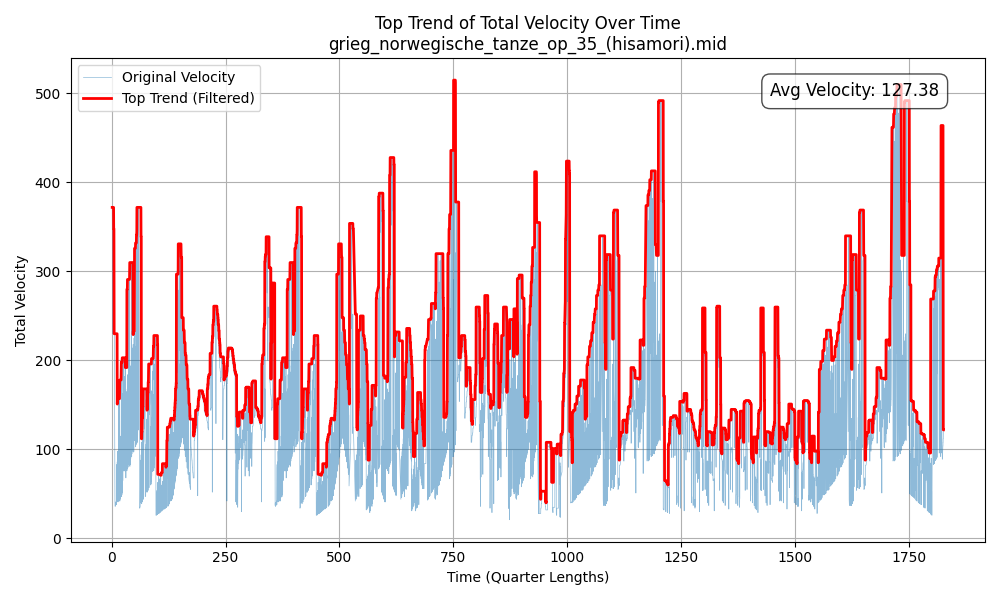 Top Trend of Total Velocity Over Time
grieg_norwegische_tanze_op_35_(hisamori).mid
Original Velocity
Top Trend (Filtered)
Avg Velocity: 127.38
Total Velocity
500
400
300
200
100
0
0 250 500 750 1000 1250 1500 1750
Time (Quarter Lengths)